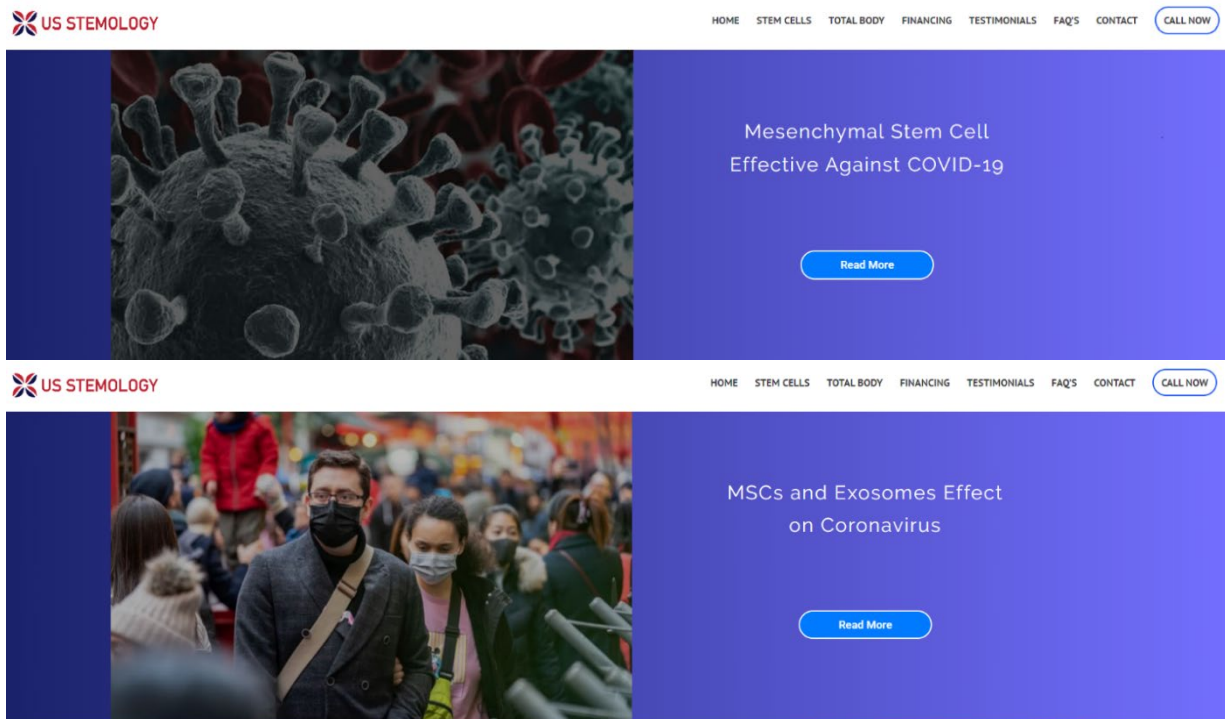 US STEMOLOGY
HOME STEM CELLS TOTAL BODY FINANCING TESTIMONIALS FAQ'S CONTACT CALL NOW
Mesenchymal Stem Cell
Effective Against COVID-19
Read More
US STEMOLOGY
HOME STEM CELLS TOTAL BODY FINANCING TESTIMONIALS FAQ'S CONTACT CALL NOW
MSCs and Exosomes Effect
on Coronavirus
Read More